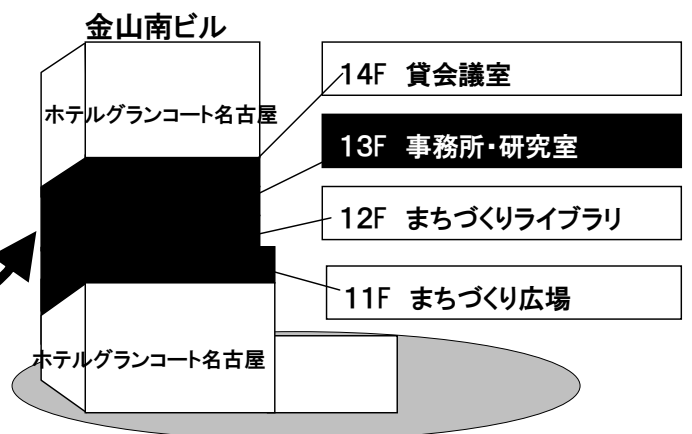 金山南ビル
ホテルグランコート名古屋
14F 貸会議室
13F 事務所・研究室
12F まちづくりライブラリ
11F まちづくり広場
ホテルグランコート名古屋